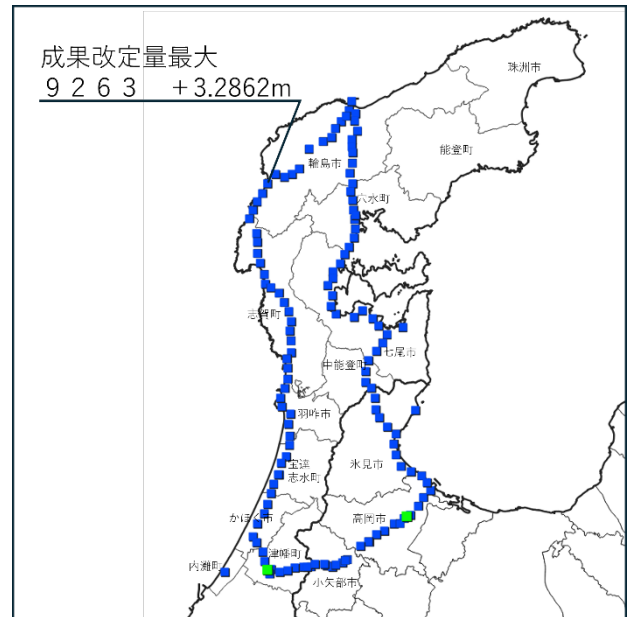 成果改定量最大
９２６３　+3.2862m
珠洲市
能登町
輪島市
穴水町
志賀町
七尾市
中能登町
羽咋市
宝達
志水町
氷見市
かほ 市
高岡市
津幡町
内灘町
小矢部市